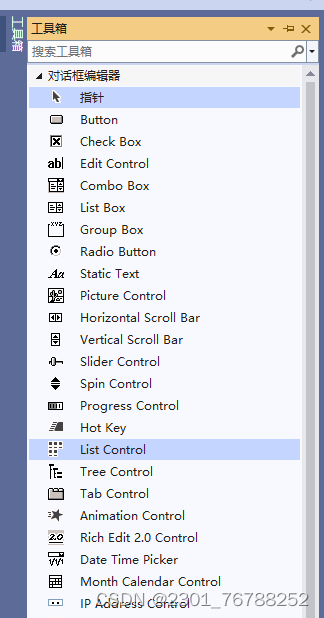 工具箱
工具箱
搜索工具箱
对话框编辑器
指针
Button
Check Box
Edit Control
Combo Box
List Box
Group Box
Radio Button
Static Text
Picture Control
Horizontal Scroll Bar
Vertical Scroll Bar
Slider Control
Spin Control
Progress Control
Hot Key
List Control
Tree Control
Tab Control
Animation Control
Rich Edit 2.0 Control
Date Time Picker
Month Calendar Control
IP Address Control
CSDN @2301_76788252